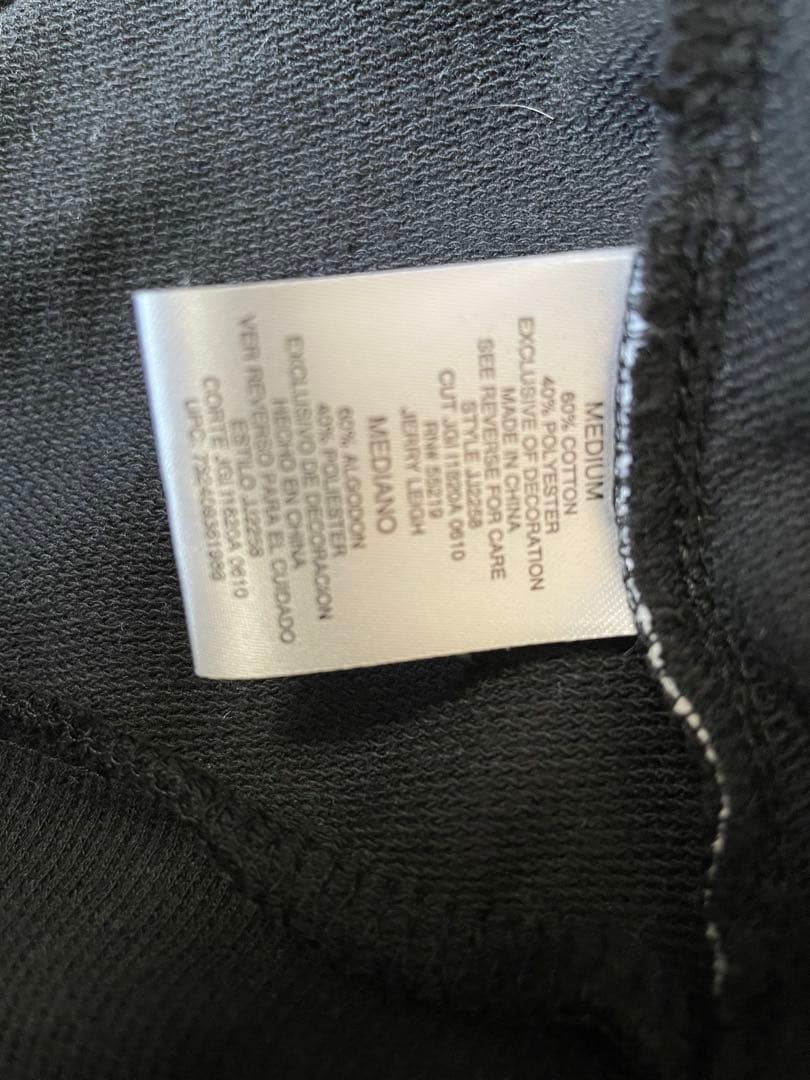 MEDIUM
60% COTTON
40% POLYESTER
EXCLUSIVE OF DECORATION
MADE IN CHINA
SEE REVERSE FOR CARE
STYLE JJ2258
CUT JGI I1820A 0610
RN# 55219
JERRY LEIGH
MEDIANO
60% ALGODON
40% POLIESTER
EXCLUSIVO DE DECORACION
HECHO EN CHINA
VER REVERSO PARA EL CUIDADO
ESTILO JJ2258
CORTE JGI I1820A 0610
UPC: